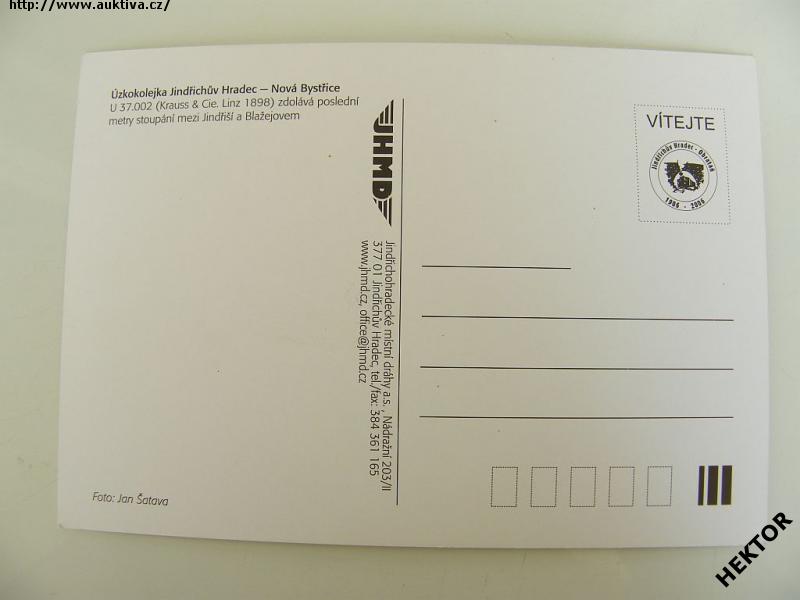 http://www.auktiva.cz/
Úzkokolejka Jindřichův Hradec – Nová Bystřice
U 37.002 (Krauss & Cie. Linz 1898) zdolává poslední
metry stoupání mezi Jindřiší a Blažejovem
JHMD
Jindřichohradecké místní dráhy a.s., Nádražní 203/II
377 01 Jindřichův Hradec, tel./fax: 384 361 165
www.jhmd.cz, office@jhmd.cz
VÍTEJTE
Jindřichův Hradec - Obrataň
1906 - 2006
Foto: Jan Šatava
HEKTOR